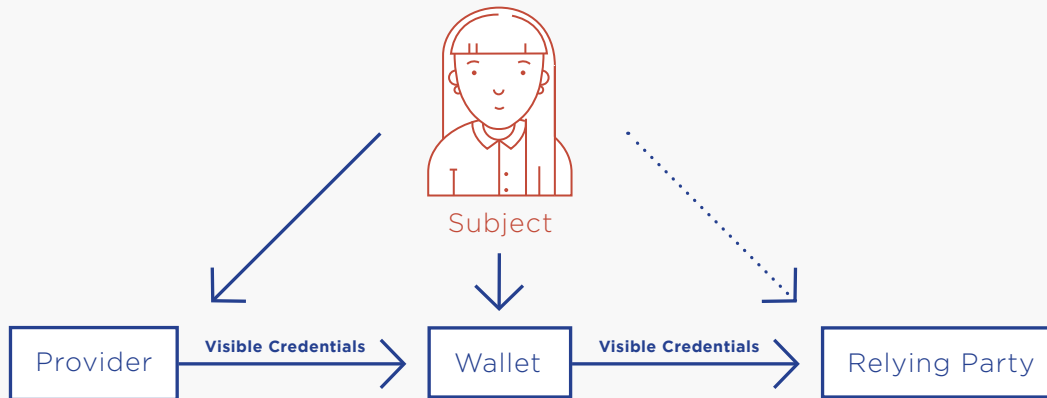 Subject
Visible Credentials
Visible Credentials
Provider
Wallet
Relying Party